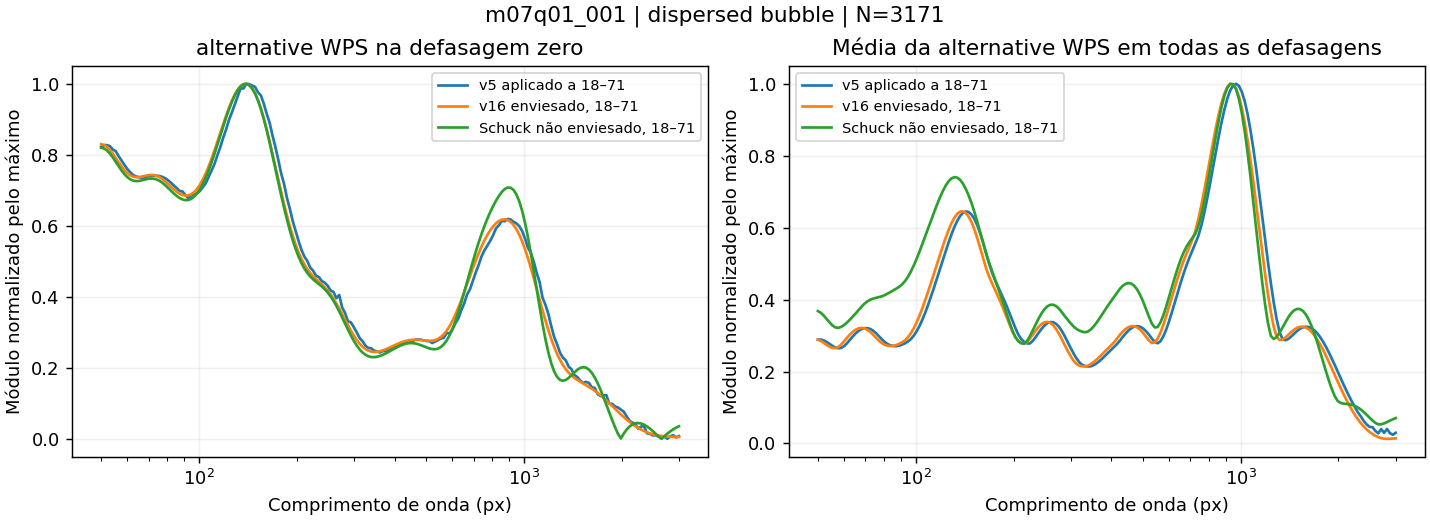 m07q01_001 | dispersed bubble | N=3171
alternative WPS na defasagem zero
Módulo normalizado pelo máximo
1.0
0.8
0.6
0.4
0.2
0.0
v5 aplicado a 18–71
v16 enviesado, 18–71
Schuck não enviesado, 18–71
10²
10³
Comprimento de onda (px)
Média da alternative WPS em todas as defasagens
Módulo normalizado pelo máximo
1.0
0.8
0.6
0.4
0.2
0.0
v5 aplicado a 18–71
v16 enviesado, 18–71
Schuck não enviesado, 18–71
10²
10³
Comprimento de onda (px)